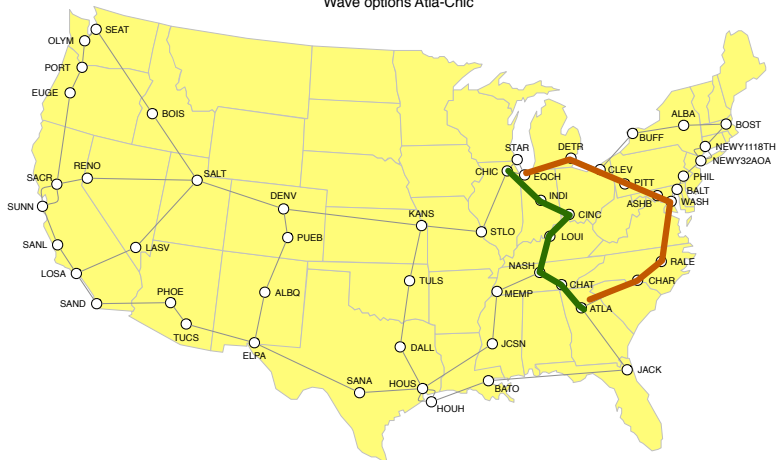 Wave options Atla-Chic
SEAT
OLYM
PORT
EUGE
BOIS
ALBA
BOST
BUFF
NEWY1118TH
STAR
DETR
NEWY32AOA
RENO
SALT
CHIC
EQCH
CLEV
PITT
PHIL
SACR
BALT
DENV
INDI
ASHB
WASH
SUNN
KANS
CINC
STLO
PUEB
LOUI
SANL
LASV
LOSA
NASH
RALE
TULS
CHAR
PHOE
ALBQ
MEMP
CHAT
SAND
ATLA
TUCS
DALL
JCSN
ELPA
JACK
SANA
HOUS
BATO
HOUH